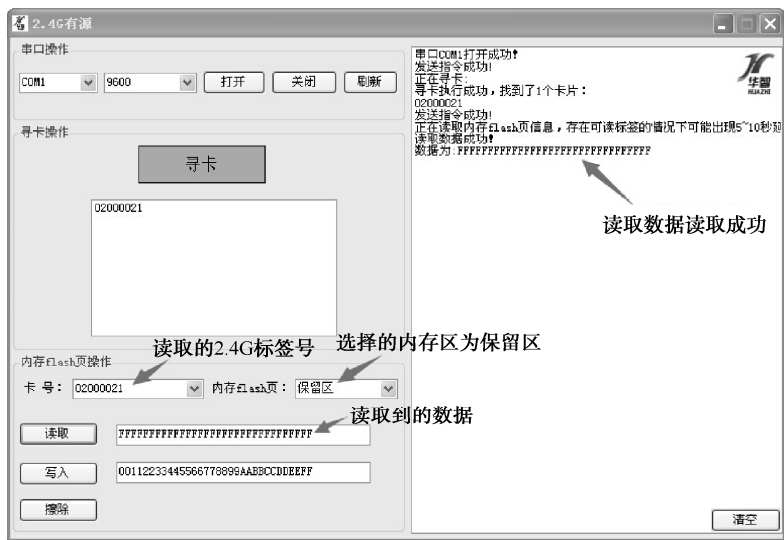 2.4G有源
串口操作
COM1 9600 打开 关闭 刷新
寻卡操作
寻卡
02000021
内存flash页操作
读取的2.4G标签号
选择的内存区为保留区
卡 号: 02000021 内存flash页: 保留区
读取到的数据
读取 FFFFFFFFFFFFFFFFFFFFFFFFFFFFFFFF
写入 00112233445566778899AABBCCDDEEFF
擦除
串口COM1打开成功!
发送指令成功!
正在寻卡:
寻卡执行成功,找到了1个卡片:
02000021
发送指令成功!
正在读取内存flash页信息,存在可读标签的情况下可能出现5~10秒延
读取数据成功!
数据为:FFFFFFFFFFFFFFFFFFFFFFFFFFFFFFFF
华智
HUAZHI
读取数据读取成功
清空